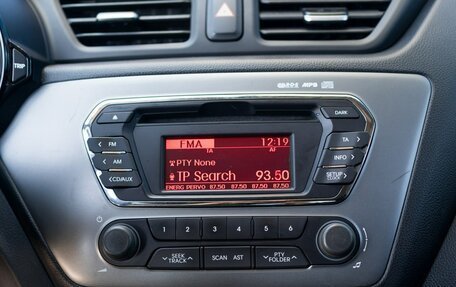 TRIP
MP3
DARK
FM
AM
CD/AUX
FMA 12:19
TA AF
PTY None
TP Search 93.50
ENERG PERVO 87.50 87.50 87.50 87.50
TA
INFO
SETUP
1 2 3 4 5 6
SEEK
TRACK
SCAN AST
PTY
FOLDER